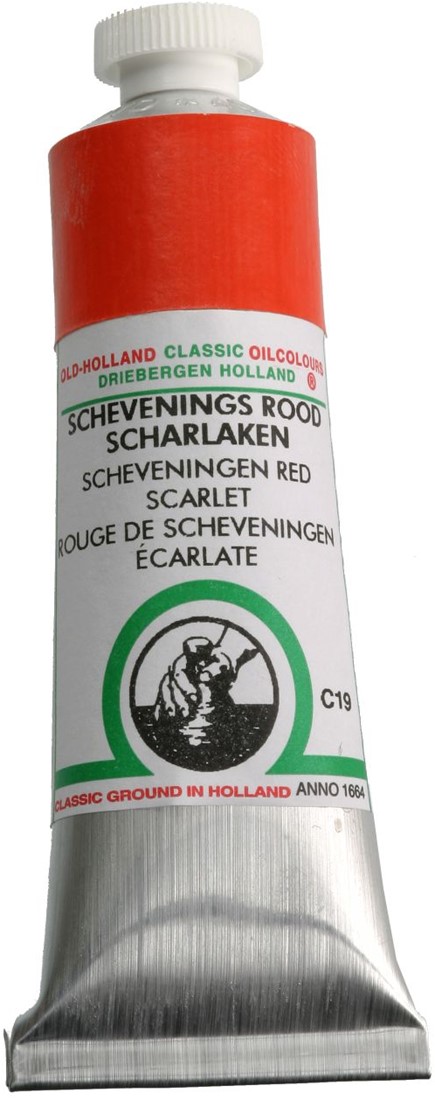 OLD-HOLLAND CLASSIC OILCOLOURS
DRIEBERGEN HOLLAND ®
SCHEVENINGS ROOD
SCHARLAKEN
SCHEVENINGEN RED
SCARLET
ROUGE DE SCHEVENINGEN
ÉCARLATE
C19
CLASSIC GROUND IN HOLLAND ANNO 1664